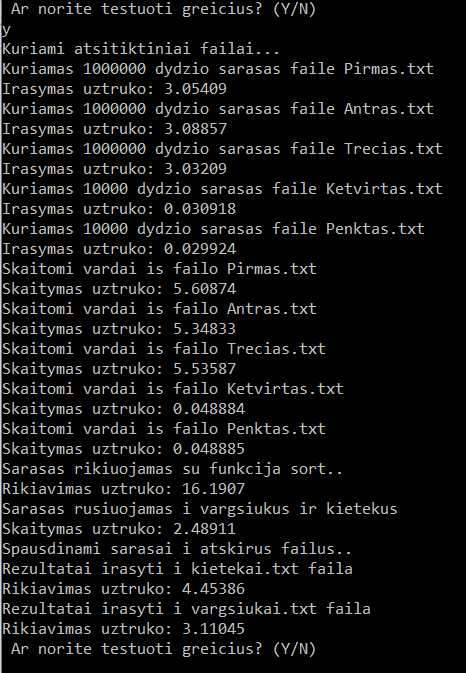 Ar norite testuoti greicius? (Y/N)
y
Kuriami atsitiktiniai failai...
Kuriamas 1000000 dydzio sarasas faile Pirmas.txt
Irasymas uztruko: 3.05409
Kuriamas 1000000 dydzio sarasas faile Antras.txt
Irasymas uztruko: 3.08857
Kuriamas 1000000 dydzio sarasas faile Trecias.txt
Irasymas uztruko: 3.03209
Kuriamas 10000 dydzio sarasas faile Ketvirtas.txt
Irasymas uztruko: 0.030918
Kuriamas 10000 dydzio sarasas faile Penktas.txt
Irasymas uztruko: 0.029924
Skaitomi vardai is failo Pirmas.txt
Skaitymas uztruko: 5.60874
Skaitomi vardai is failo Antras.txt
Skaitymas uztruko: 5.34833
Skaitomi vardai is failo Trecias.txt
Skaitymas uztruko: 5.53587
Skaitomi vardai is failo Ketvirtas.txt
Skaitymas uztruko: 0.048884
Skaitomi vardai is failo Penktas.txt
Skaitymas uztruko: 0.048885
Sarasas rikiuojamas su funkcija sort..
Rikiavimas uztruko: 16.1907
Sarasas rusiuojamas i vargsiukus ir kietekus
Skaitymas uztruko: 2.48911
Spausdinami sarasai i atskirus failus..
Rezultatai irasyti i kietekai.txt faila
Rikiavimas uztruko: 4.45386
Rezultatai irasyti i vargsiukai.txt faila
Rikiavimas uztruko: 3.11045
Ar norite testuoti greicius? (Y/N)